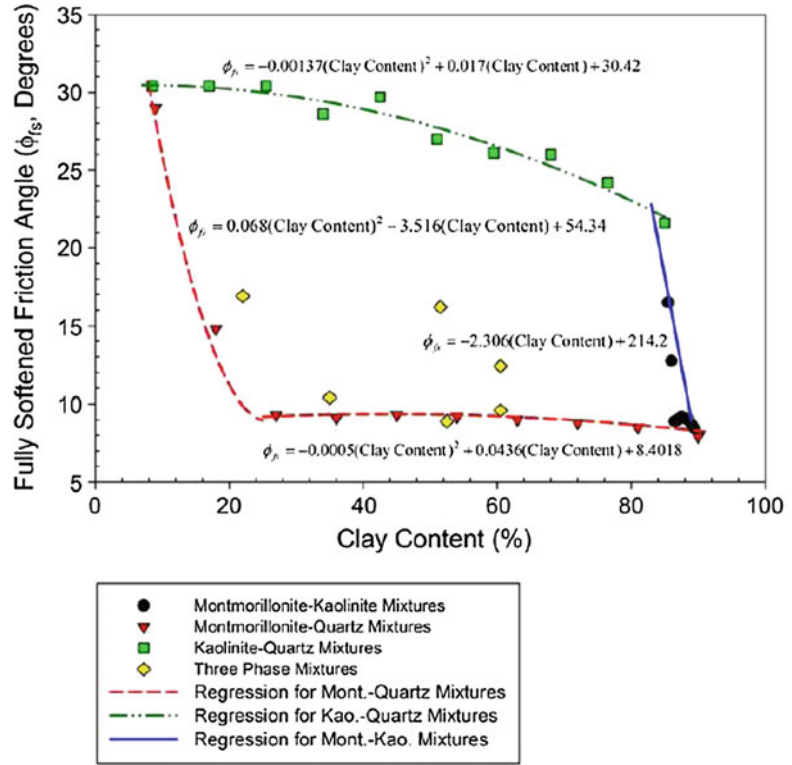 Fully Softened Friction Angle (ϕfs, Degrees)
35
30
25
20
15
10
5
ϕfs = −0.00137(Clay Content)² + 0.017(Clay Content) + 30.42
ϕfs = 0.068(Clay Content)² − 3.516(Clay Content) + 54.34
ϕfs = −2.306(Clay Content) + 214.2
ϕfs = −0.0005(Clay Content)² + 0.0436(Clay Content) + 8.4018
0 20 40 60 80 100
Clay Content (%)
Montmorillonite-Kaolinite Mixtures
Montmorillonite-Quartz Mixtures
Kaolinite-Quartz Mixtures
Three Phase Mixtures
Regression for Mont.-Quartz Mixtures
Regression for Kao.-Quartz Mixtures
Regression for Mont.-Kao. Mixtures